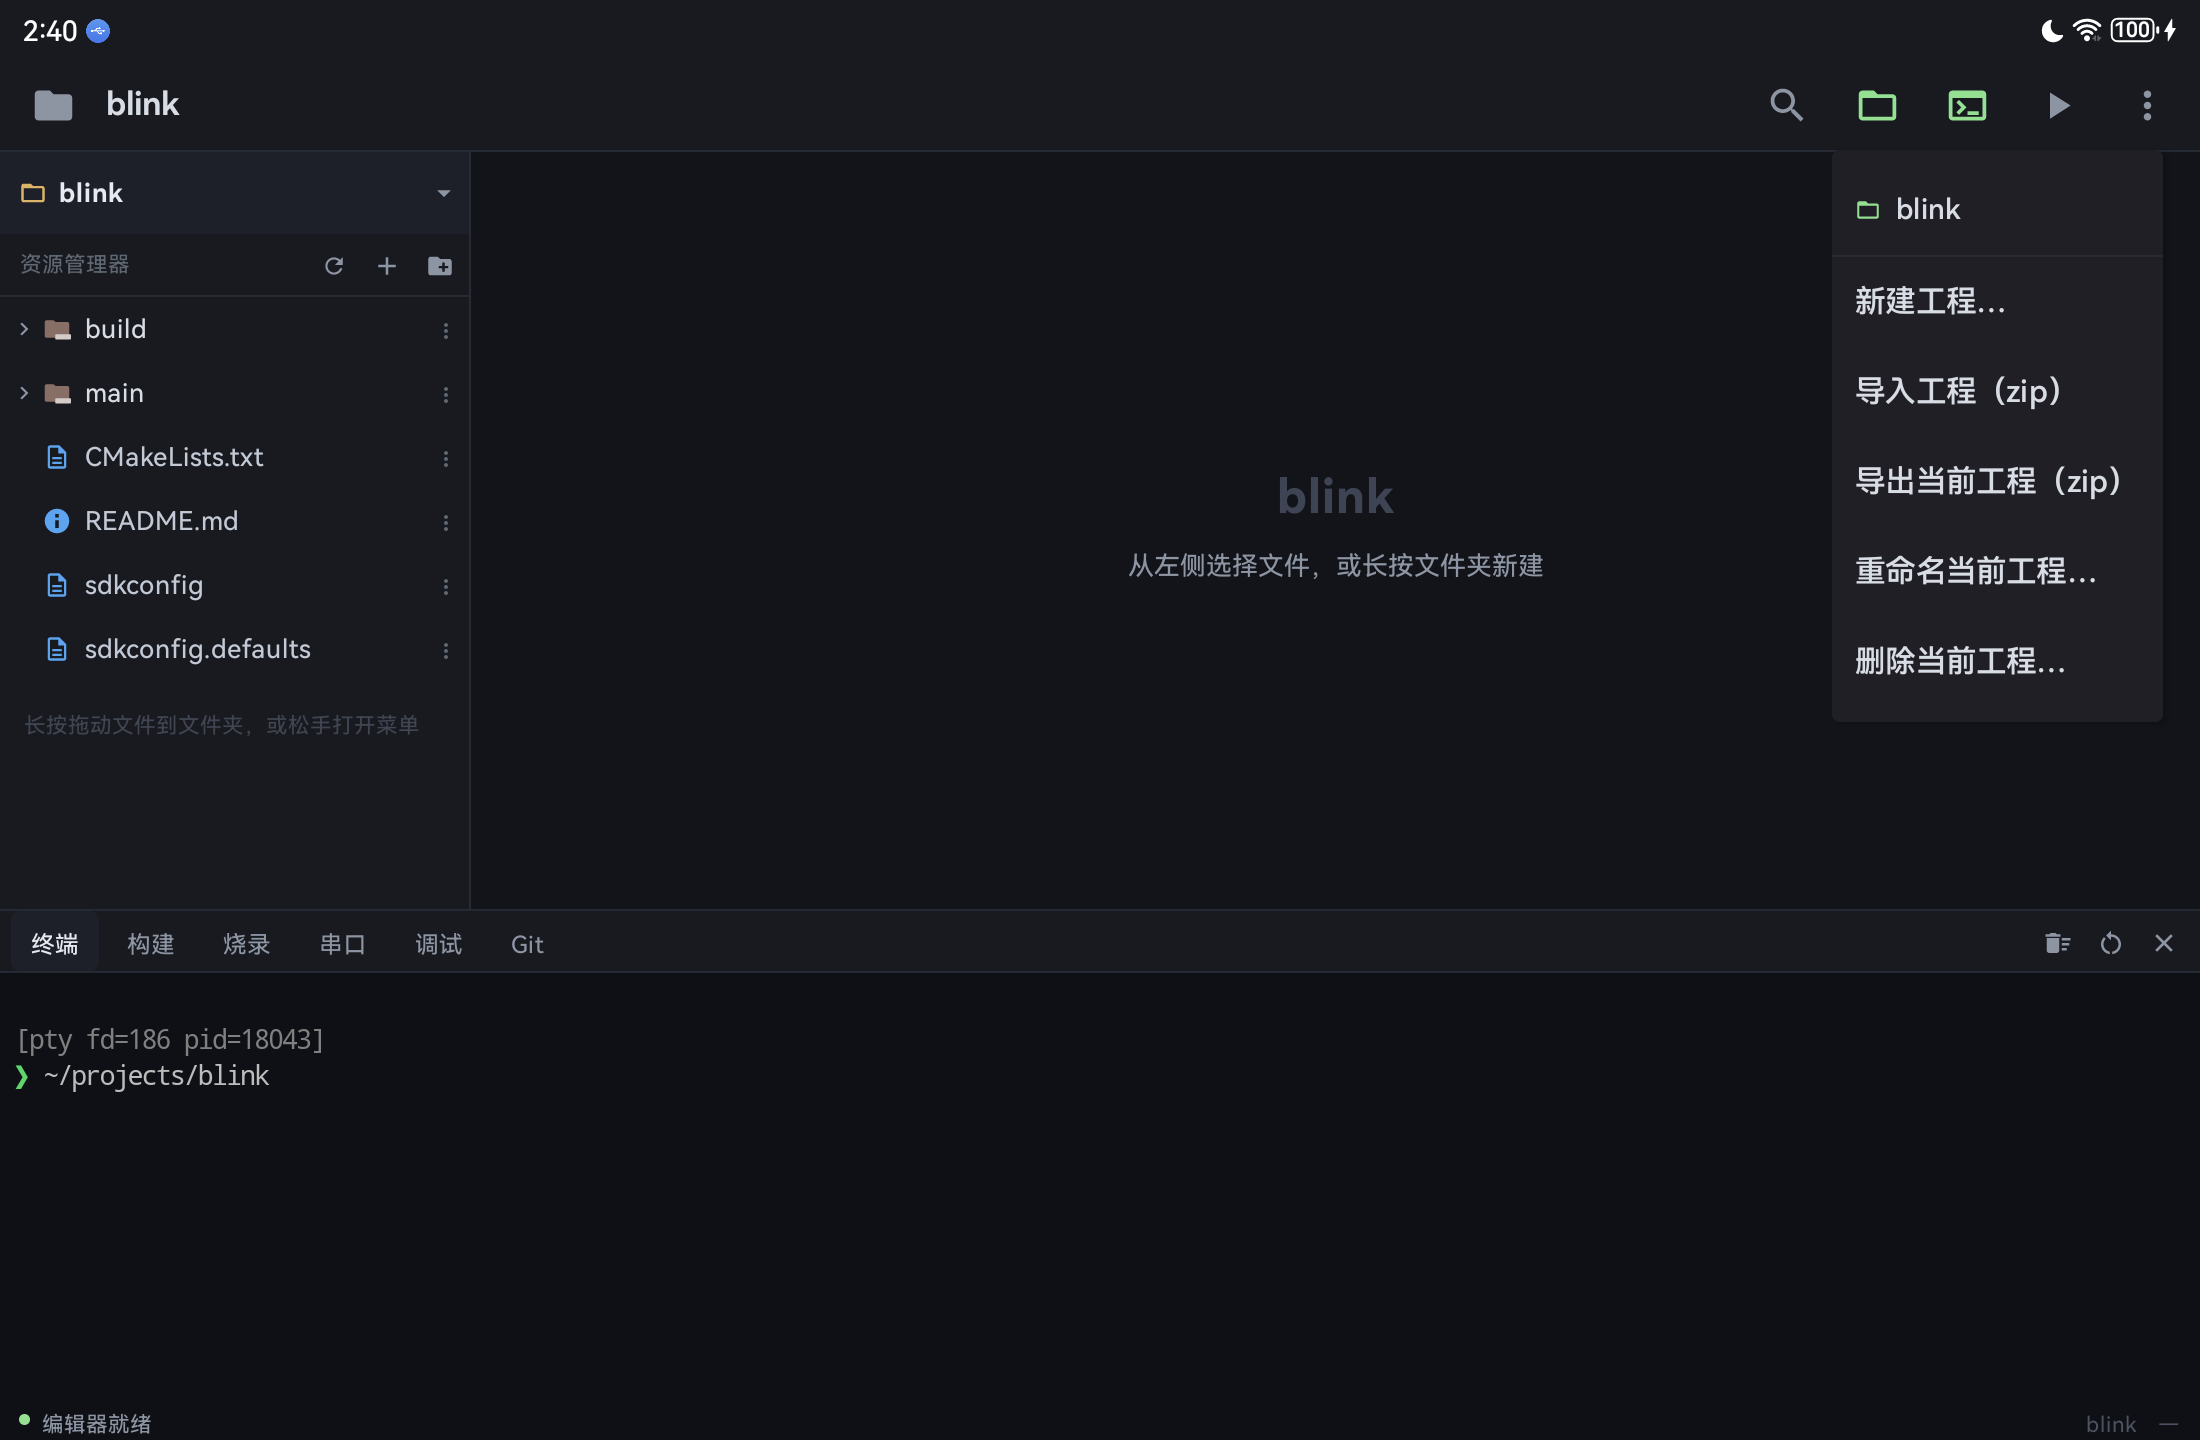 2:40
100
blink
blink
资源管理器
build
main
CMakeLists.txt
README.md
sdkconfig
sdkconfig.defaults
长按拖动文件到文件夹，或松手打开菜单
blink
从左侧选择文件，或长按文件夹新建
blink
新建工程...
导入工程（zip）
导出当前工程（zip）
重命名当前工程...
删除当前工程...
终端 构建 烧录 串口 调试 Git
[pty fd=186 pid=18043]
❯ ~/projects/blink
编辑器就绪
blink —